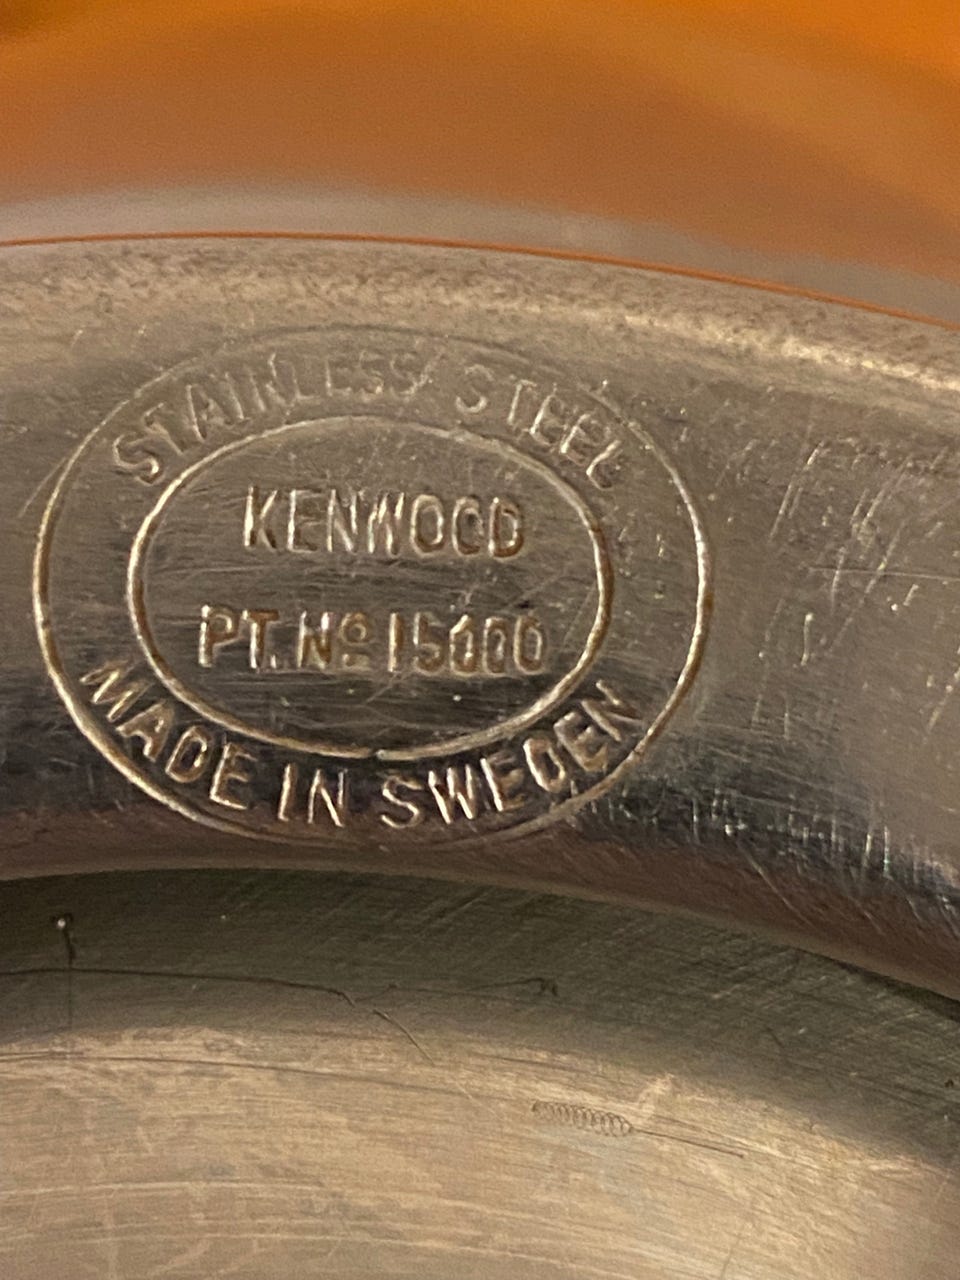 STAINLESS STEEL
KENWOOD
PT. Nº 15000
MADE IN SWEDEN